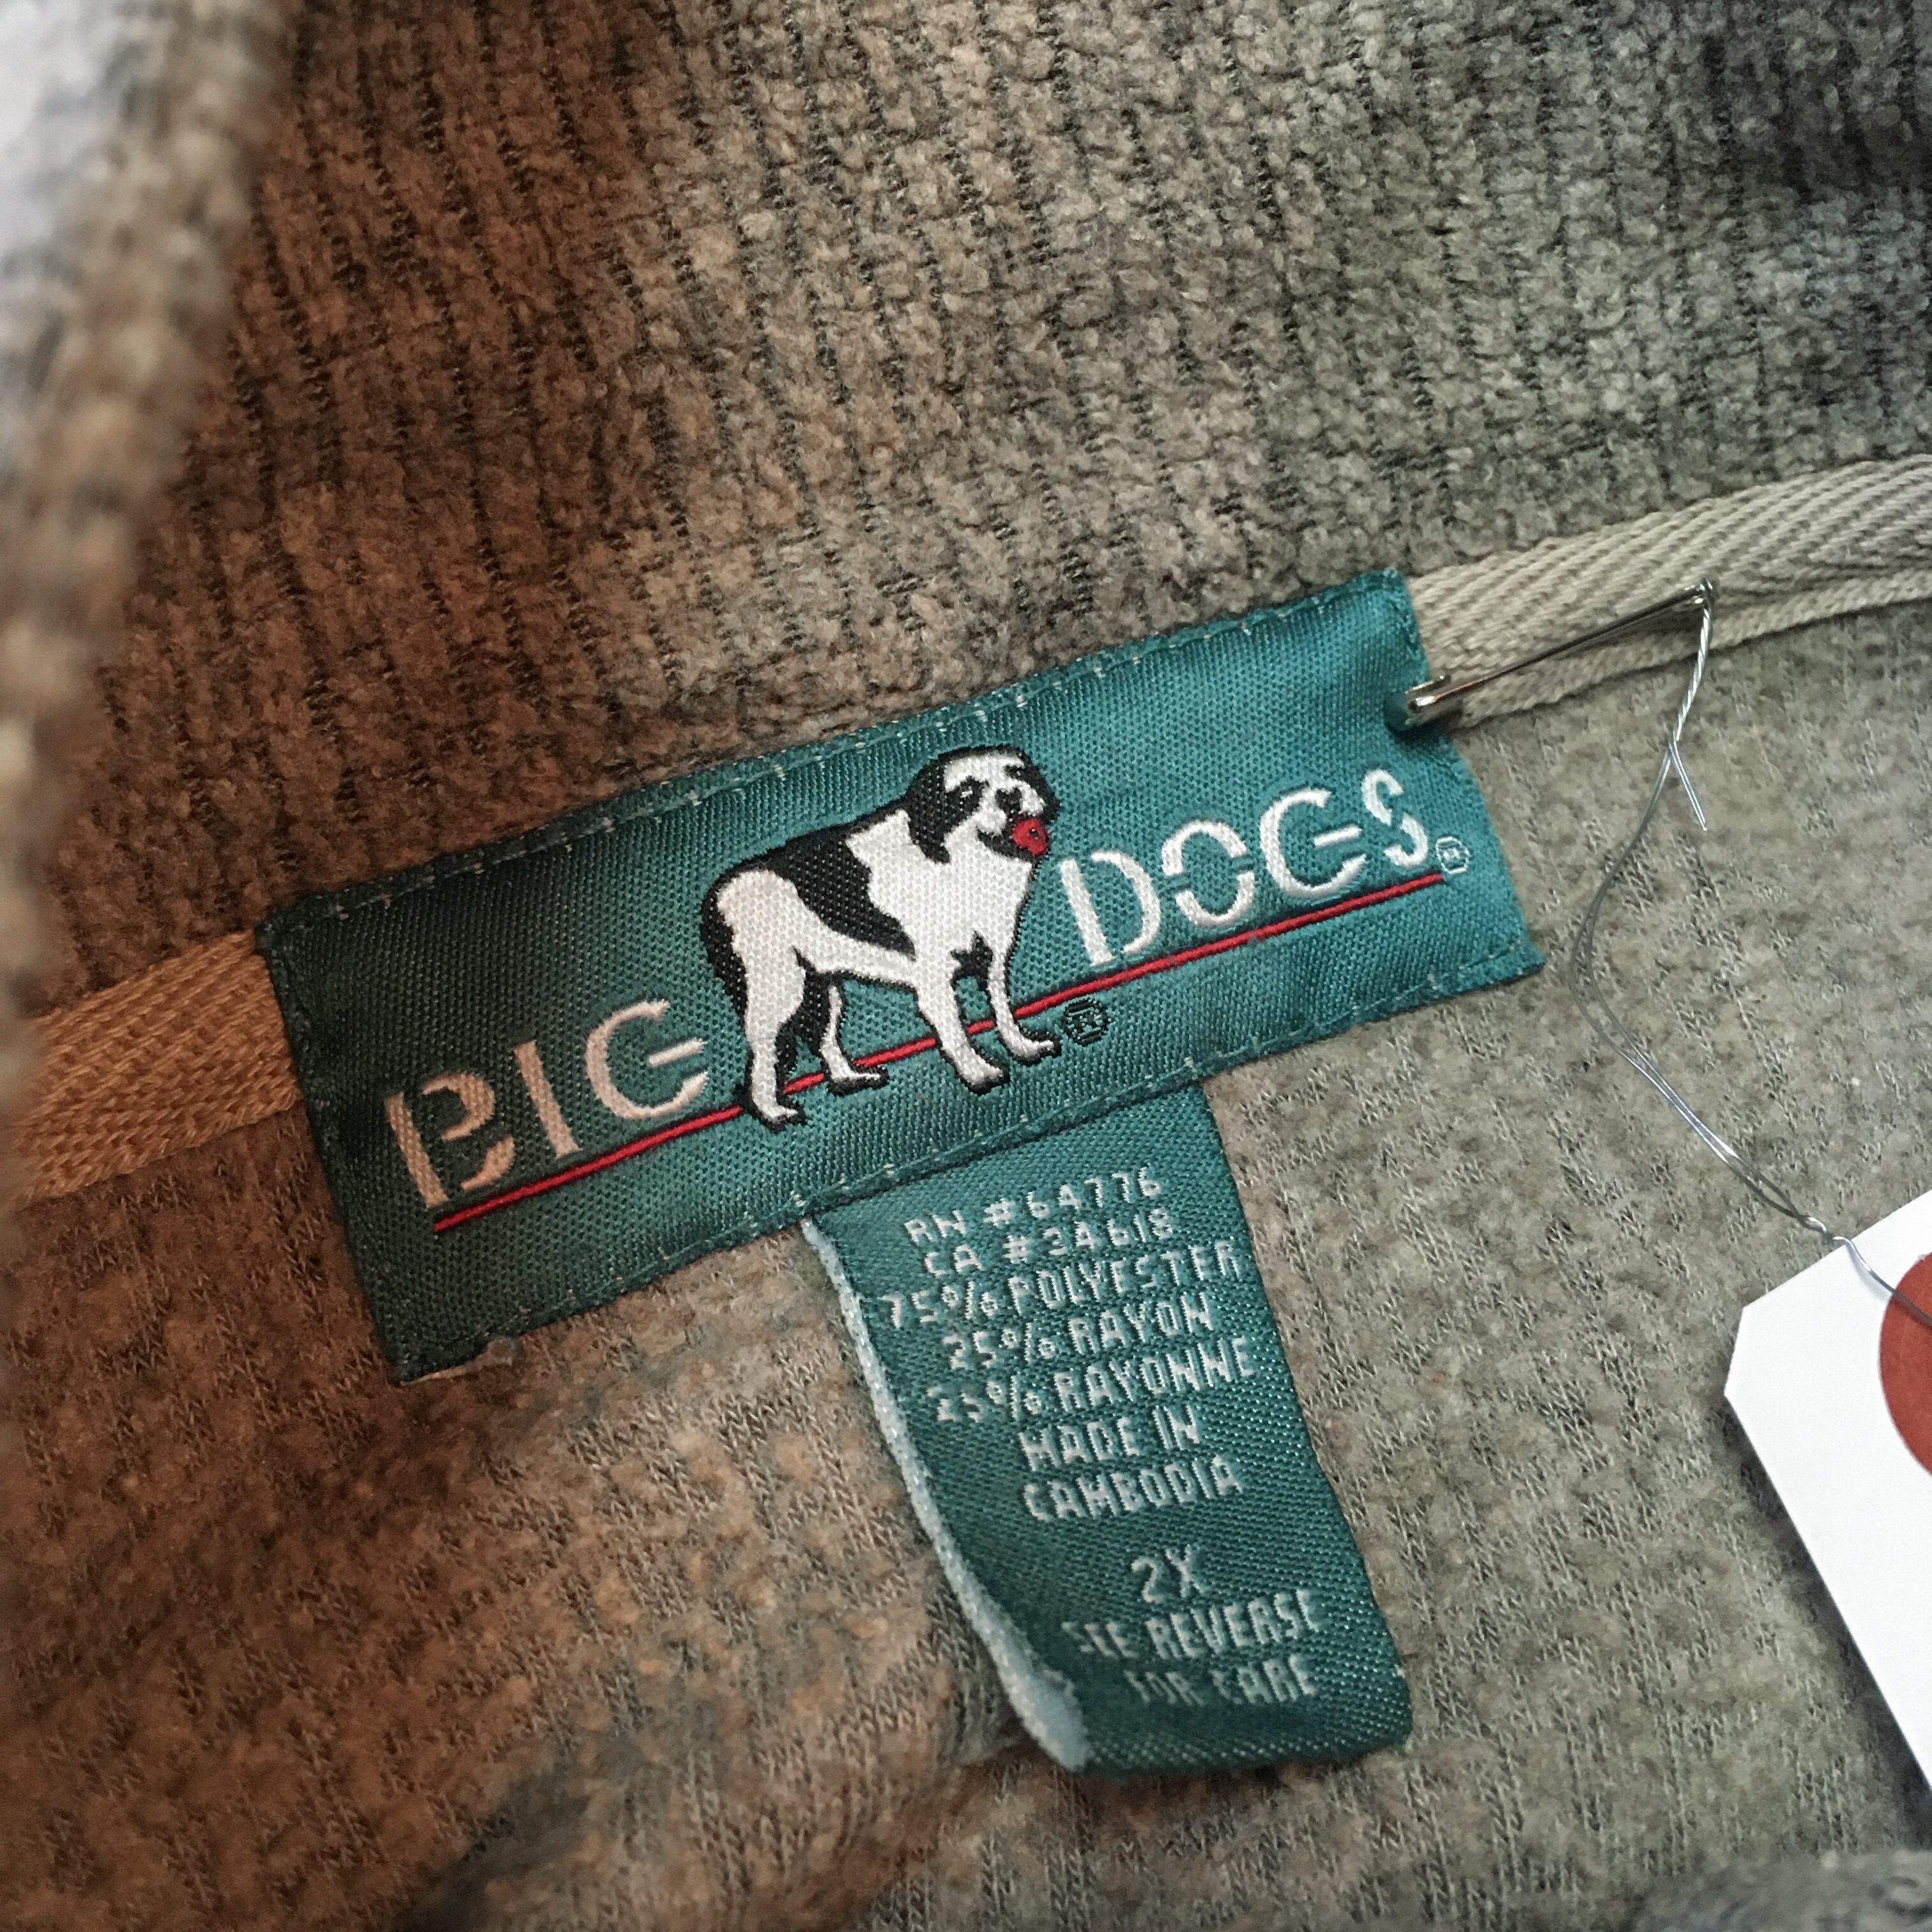 BIG DOGS®
®
RN #64776
CA #34618
75% POLYESTER
25% RAYON
25% RAYONNE
MADE IN
CAMBODIA
2X
SEE REVERSE
FOR CARE